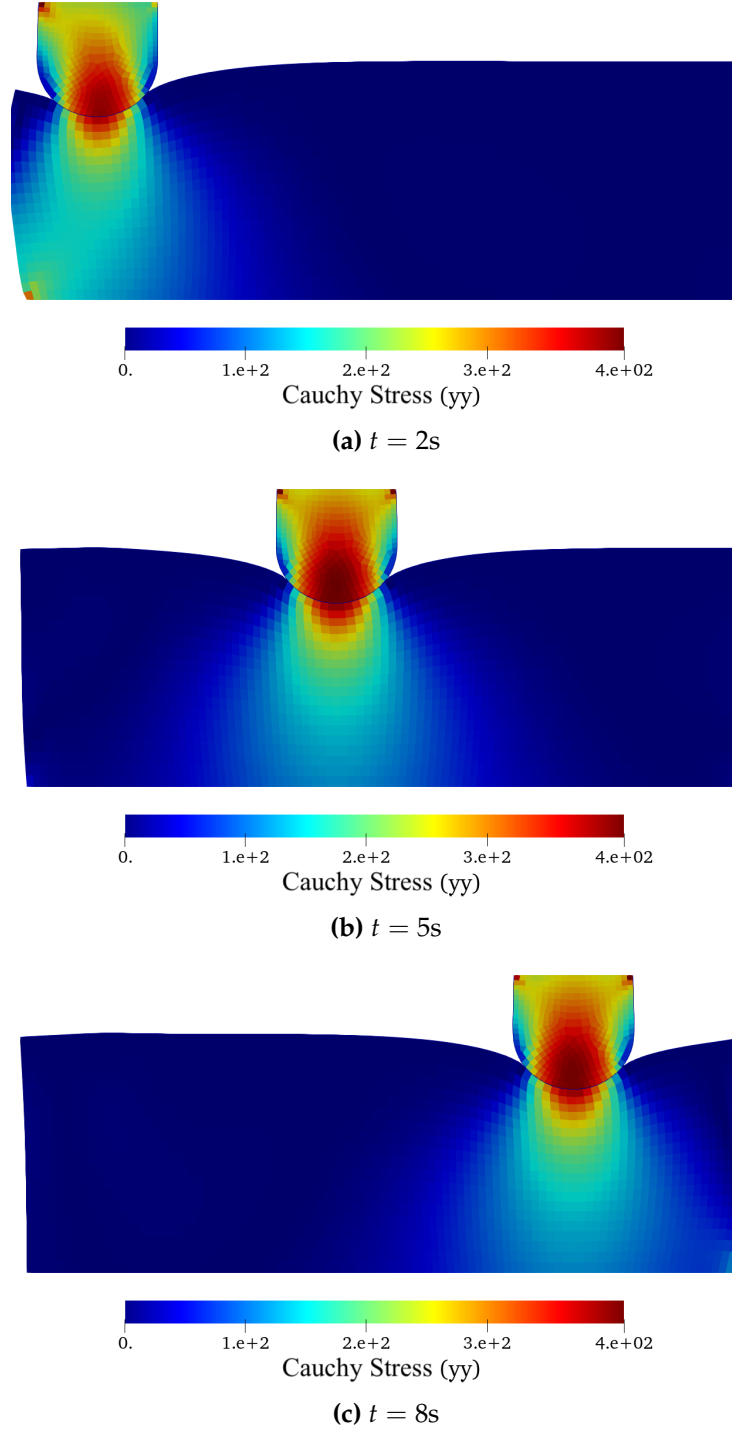 0. 1.e+2 2.e+2 3.e+2 4.e+02
Cauchy Stress (yy)
(a) t = 2s
0. 1.e+2 2.e+2 3.e+2 4.e+02
Cauchy Stress (yy)
(b) t = 5s
0. 1.e+2 2.e+2 3.e+2 4.e+02
Cauchy Stress (yy)
(c) t = 8s